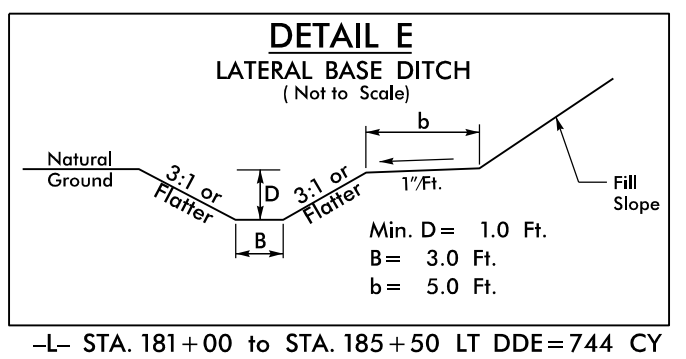 DETAIL E
LATERAL BASE DITCH
( Not to Scale)
b
Natural
Ground
3:1 or
Flatter
D
3:1 or
Flatter
1"/Ft.
Fill
Slope
B
Min. D= 1.0 Ft.
B= 3.0 Ft.
b= 5.0 Ft.
–L– STA. 181+00 to STA. 185+50 LT DDE=744 CY